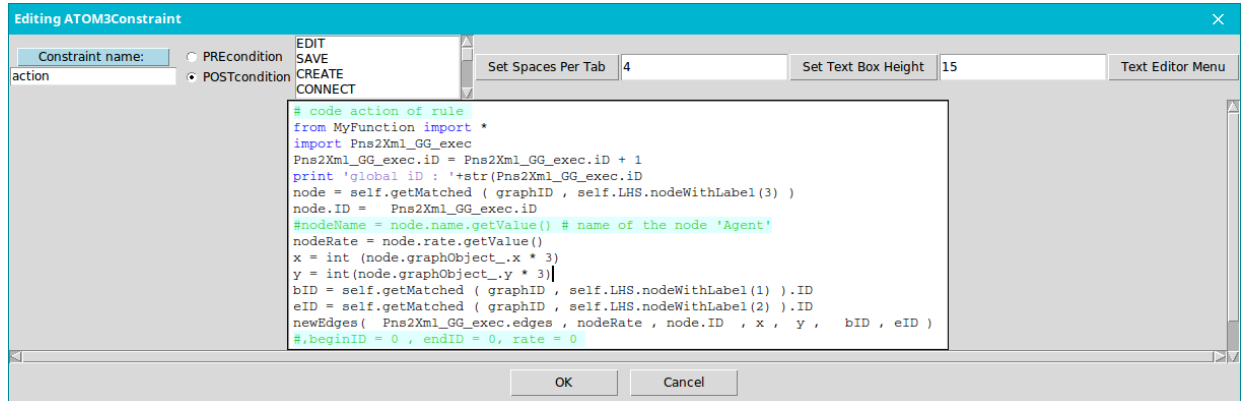 Editing ATOM3Constraint
Constraint name:
action
PREcondition
POSTcondition
EDIT
SAVE
CREATE
CONNECT
Set Spaces Per Tab
4
Set Text Box Height
15
Text Editor Menu
# code action of rule
from MyFunction import *
import Pns2Xml_GG_exec
Pns2Xml_GG_exec.iD = Pns2Xml_GG_exec.iD + 1
print 'global iD : '+str(Pns2Xml_GG_exec.iD
node = self.getMatched ( graphID , self.LHS.nodeWithLabel(3) )
node.ID =   Pns2Xml_GG_exec.iD
#nodeName = node.name.getValue() # name of the node 'Agent'
nodeRate = node.rate.getValue()
x = int (node.graphObject_.x * 3)
y = int(node.graphObject_.y * 3)
bID = self.getMatched ( graphID , self.LHS.nodeWithLabel(1) ).ID
eID = self.getMatched ( graphID , self.LHS.nodeWithLabel(2) ).ID
newEdges(  Pns2Xml_GG_exec.edges , nodeRate , node.ID  , x ,  y ,   bID , eID )
#,beginID = 0 , endID = 0, rate = 0
OK
Cancel